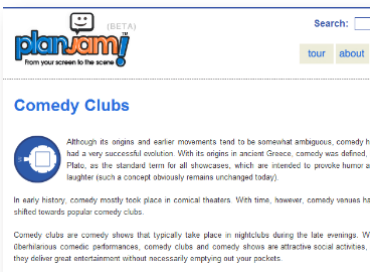 (BETA)
Search:
planjam!
From your screen to the scene
tour about
Comedy Clubs
Although its origins and earlier movements tend to be somewhat ambiguous, comedy h
had a very successful evolution. With its origins in ancient Greece, comedy was defined,
Plato, as the standard term for all showcases, which are intended to provoke humor a
laughter (such a concept obviously remains unchanged today).
In early history, comedy mostly took place in comical theaters. With time, however, comedy venues ha
shifted towards popular comedy clubs.
Comedy clubs are comedy shows that typically take place in nightclubs during the late evenings. W
überhilarious comedic performances, comedy clubs and comedy shows are attractive social activities,
they deliver great entertainment without necessarily emptying out your pockets.